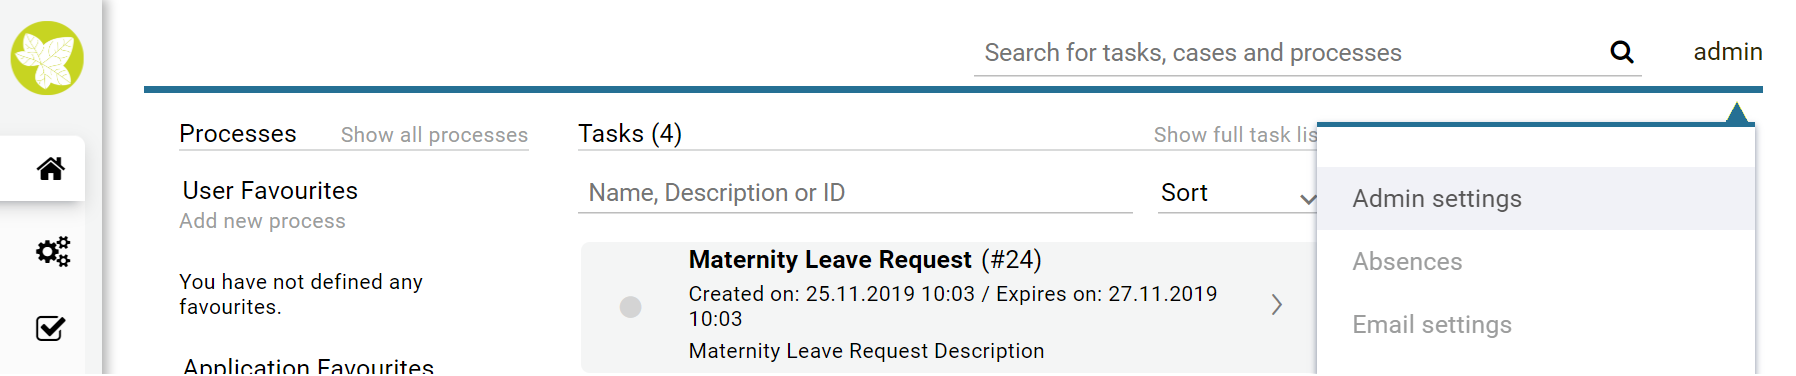 Search for tasks, cases and processes
admin
Processes
Show all processes
Tasks (4)
Show full task lis
User Favourites
Add new process
You have not defined any
favourites.
Application Favourites
Name, Description or ID
Sort
Maternity Leave Request (#24)
Created on: 25.11.2019 10:03 / Expires on: 27.11.2019
10:03
Maternity Leave Request Description
Admin settings
Absences
Email settings